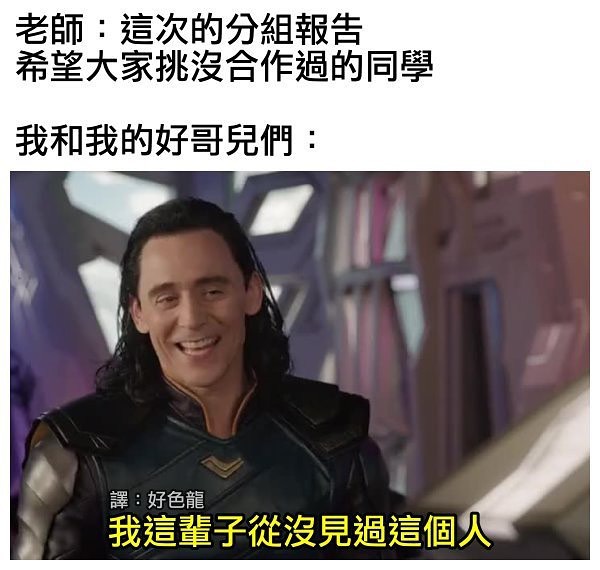 老師：這次的分組報告
希望大家挑沒合作過的同學
我和我的好哥兒們：
譯：好色龍
我這輩子從沒見過這個人